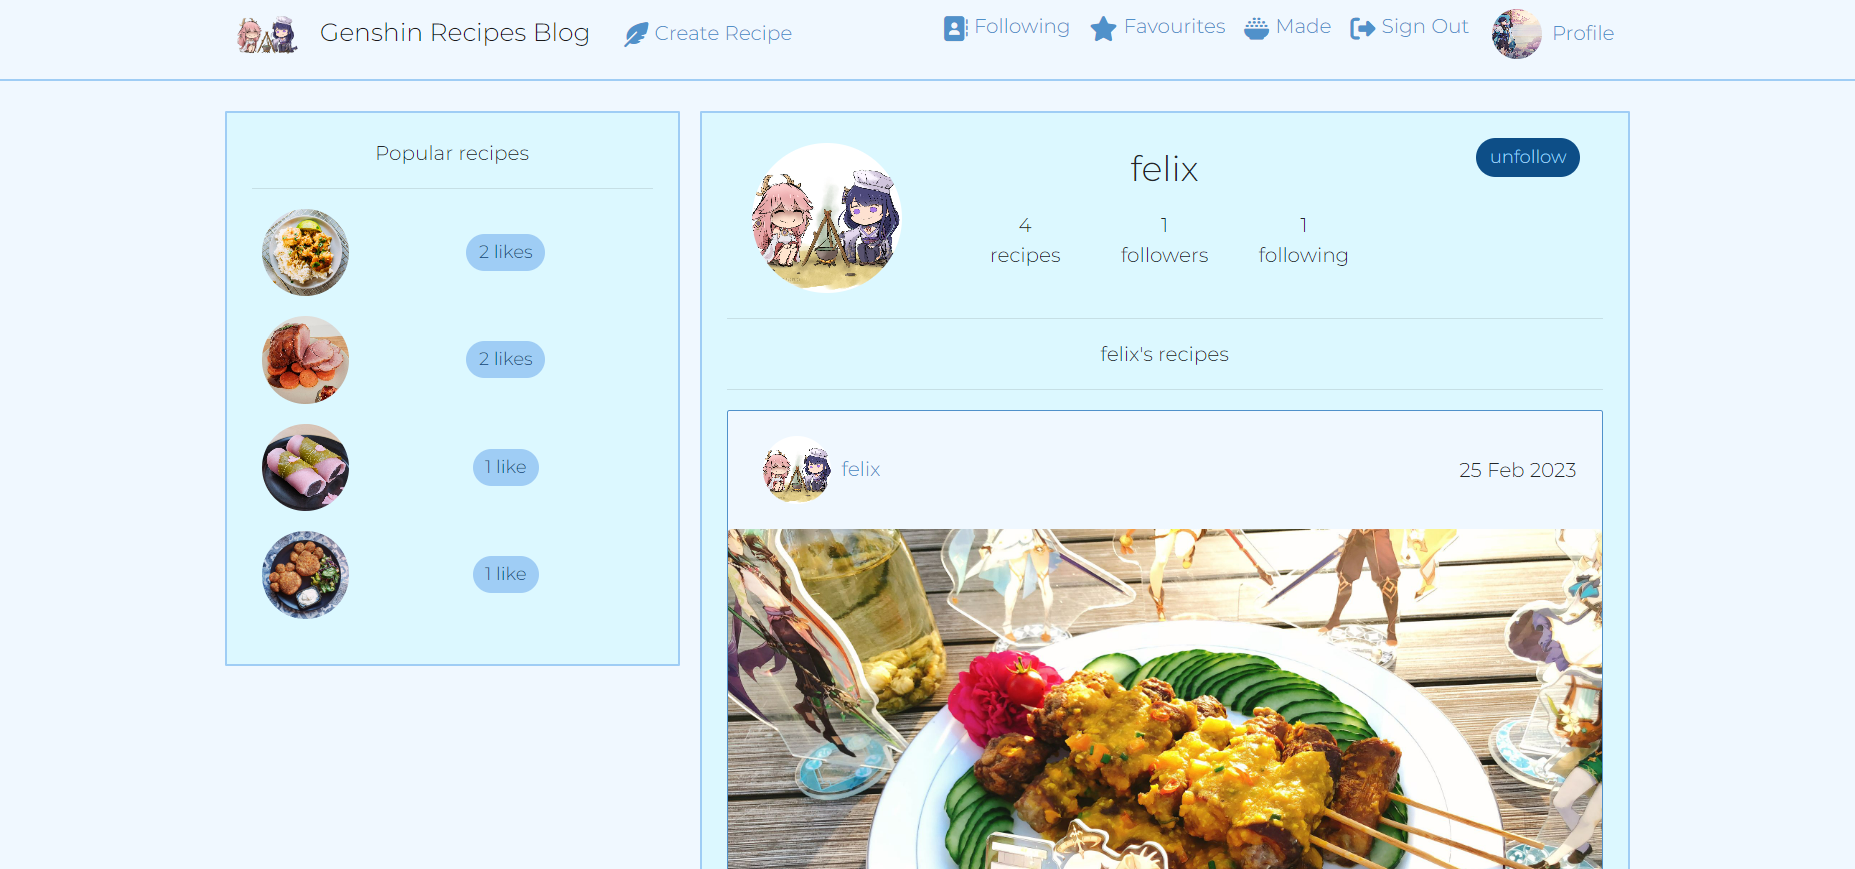 Genshin Recipes Blog
Create Recipe
Following
Favourites
Made
Sign Out
Profile
Popular recipes
2 likes
2 likes
1 like
1 like
felix
unfollow
4
recipes
1
followers
1
following
felix's recipes
felix
25 Feb 2023